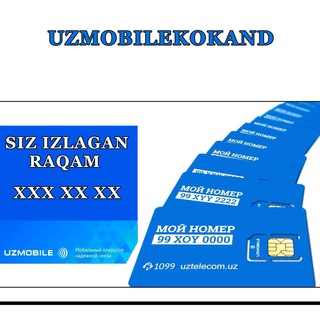 UZMOBILEKOKAND
SIZ IZLAGAN
RAQAM
XXX XX XX
UZMOBILE
Мобильный оператор
надежной связи
МОЙ НОМЕР
99 XYY 2222
МОЙ НОМЕР
99 XOY 0000
1099 uztelecom.uz